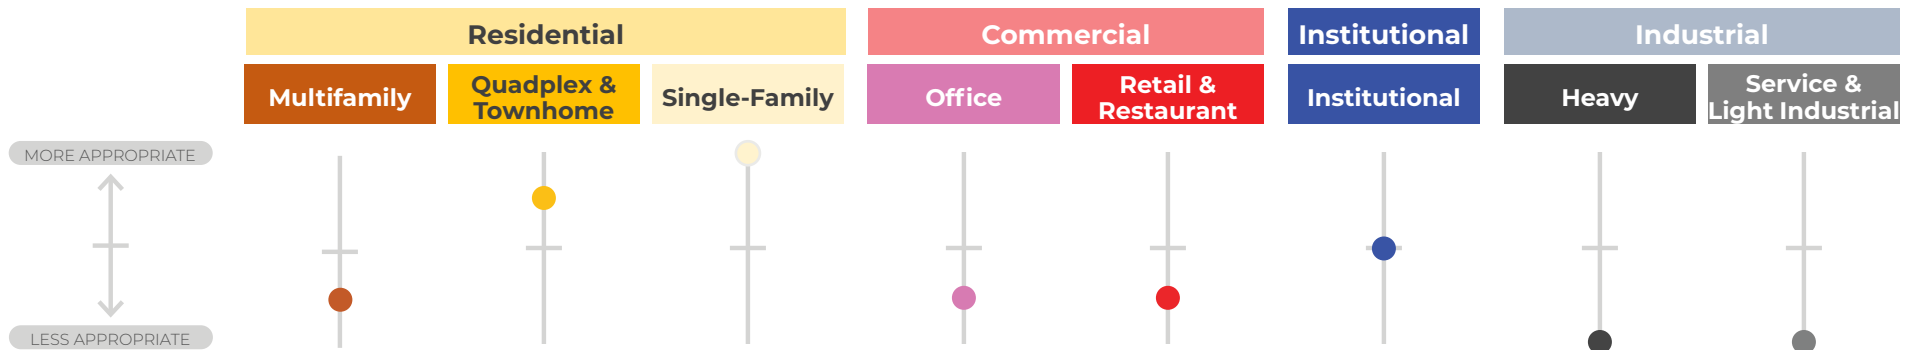 Residential
Commercial
Institutional
Industrial
Multifamily
Quadplex &
Townhome
Single-Family
Office
Retail &
Restaurant
Institutional
Heavy
Service &
Light Industrial
MORE APPROPRIATE
LESS APPROPRIATE